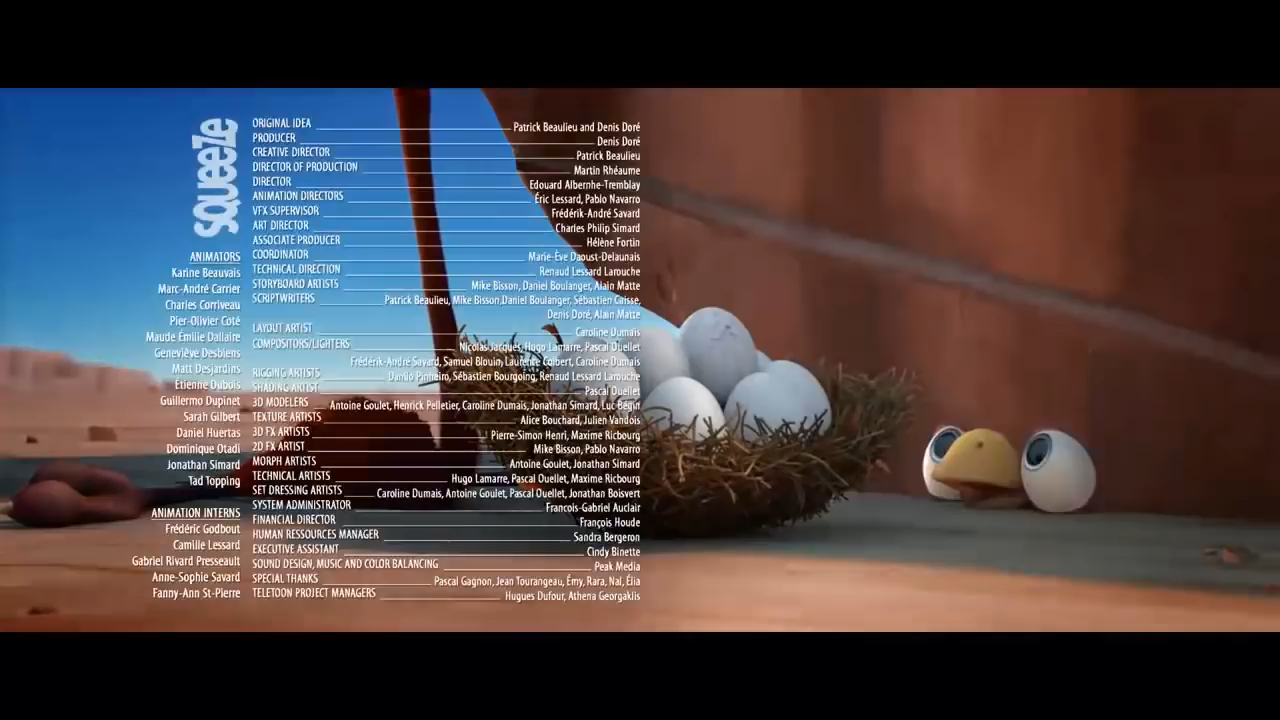 squeeze
ORIGINAL IDEA Patrick Beaulieu and Denis Doré
PRODUCER Denis Doré
CREATIVE DIRECTOR Patrick Beaulieu
DIRECTOR OF PRODUCTION Martin Rhéaume
DIRECTOR Edouard Albernhe-Tremblay
ANIMATION DIRECTORS Éric Lessard, Pablo Navarro
VFX SUPERVISOR Frédérik-André Savard
ART DIRECTOR Charles Philip Simard
ASSOCIATE PRODUCER Hélène Fortin
COORDINATOR Marie-Ève Daoust-Delaunais
TECHNICAL DIRECTION Renaud Lessard Larouche
STORYBOARD ARTISTS Mike Bisson, Daniel Boulanger, Alain Matte
SCRIPTWRITERS Patrick Beaulieu, Mike Bisson,Daniel Boulanger, Sébastien Caisse,
Denis Doré, Alain Matte
LAYOUT ARTIST Caroline Dumais
COMPOSITORS/LIGHTERS Nicolas Jacques, Hugo Lamarre, Pascal Ouellet
Frédérik-André Savard, Samuel Blouin, Laurence Colbert, Caroline Dumais
RIGGING ARTISTS Danilo Pinheiro, Sébastien Bourgoing, Renaud Lessard Larouche
SHADING ARTIST Pascal Ouellet
3D MODELERS Antoine Goulet, Henrick Pelletier, Caroline Dumais, Jonathan Simard, Luc Bégin
TEXTURE ARTISTS Alice Bouchard, Julien Vandois
3D FX ARTISTS Pierre-Simon Henri, Maxime Ricbourg
2D FX ARTIST Mike Bisson, Pablo Navarro
MORPH ARTISTS Antoine Goulet, Jonathan Simard
TECHNICAL ARTISTS Hugo Lamarre, Pascal Ouellet, Maxime Ricbourg
SET DRESSING ARTISTS Caroline Dumais, Antoine Goulet, Pascal Ouellet, Jonathan Boisvert
SYSTEM ADMINISTRATOR Francois-Gabriel Auclair
FINANCIAL DIRECTOR François Houde
HUMAN RESSOURCES MANAGER Sandra Bergeron
EXECUTIVE ASSISTANT Cindy Binette
SOUND DESIGN, MUSIC AND COLOR BALANCING Peak Media
SPECIAL THANKS Pascal Gagnon, Jean Tourangeau, Émy, Rara, Nal, Élia
TELETOON PROJECT MANAGERS Hugues Dufour, Athena Georgaklis
ANIMATORS
Karine Beauvais
Marc-André Carrier
Charles Corriveau
Pier-Olivier Coté
Maude Émilie Dallaire
Geneviève Desbiens
Matt Desjardins
Étienne Dubois
Guillermo Dupinet
Sarah Gilbert
Daniel Huertas
Dominique Otadi
Jonathan Simard
Tad Topping
ANIMATION INTERNS
Frédéric Godbout
Camille Lessard
Gabriel Rivard Presseault
Anne-Sophie Savard
Fanny-Ann St-Pierre